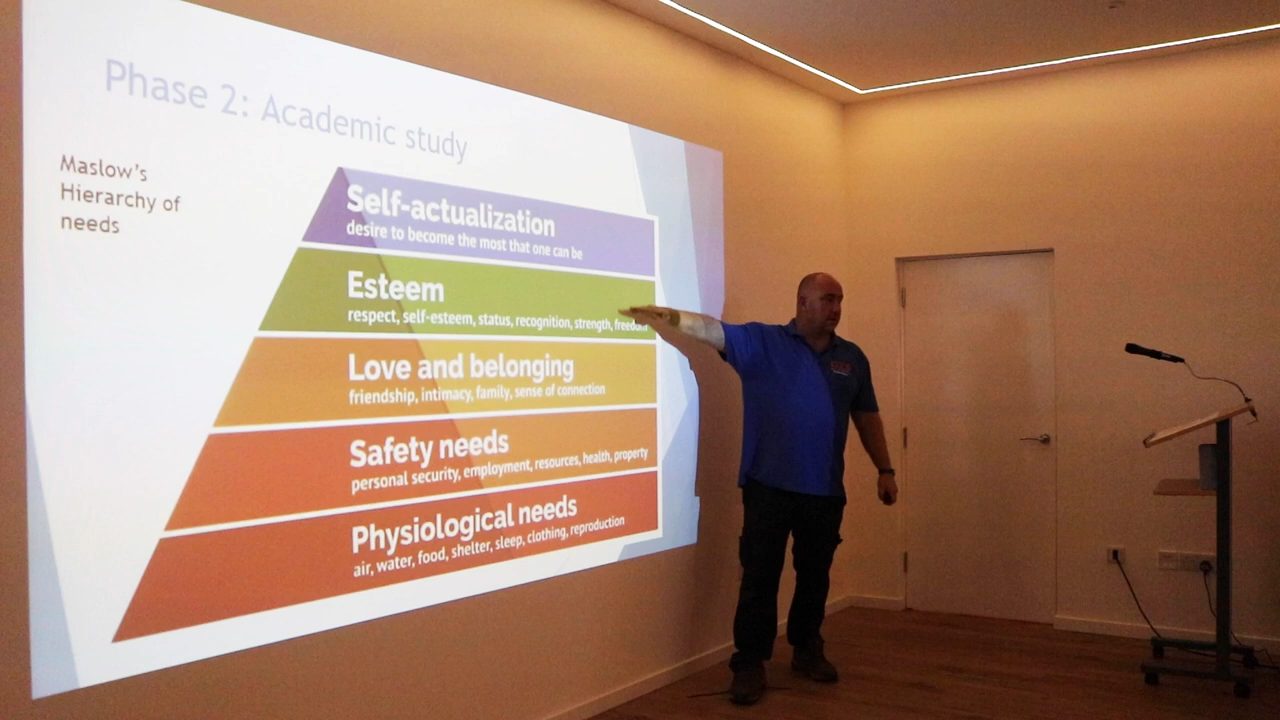 Phase 2: Academic study
Maslow's
Hierarchy of
needs
Self-actualization
desire to become the most that one can be
Esteem
respect, self-esteem, status, recognition, strength, freedom
Love and belonging
friendship, intimacy, family, sense of connection
Safety needs
personal security, employment, resources, health, property
Physiological needs
air, water, food, shelter, sleep, clothing, reproduction